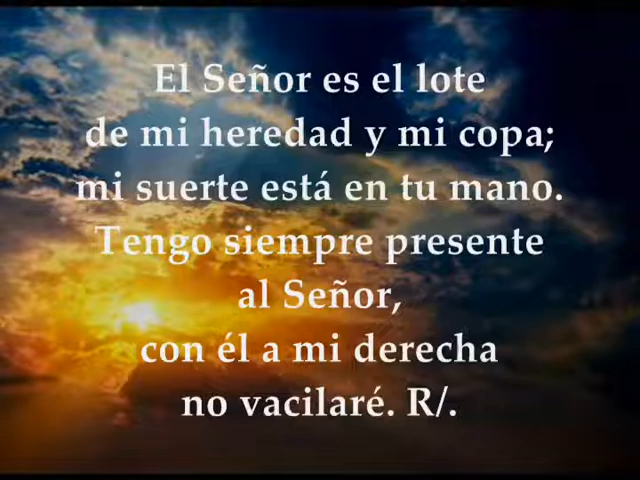 El Señor es el lote
de mi heredad y mi copa;
mi suerte está en tu mano.
Tengo siempre presente
al Señor,
con él a mi derecha
no vacilaré. R/.